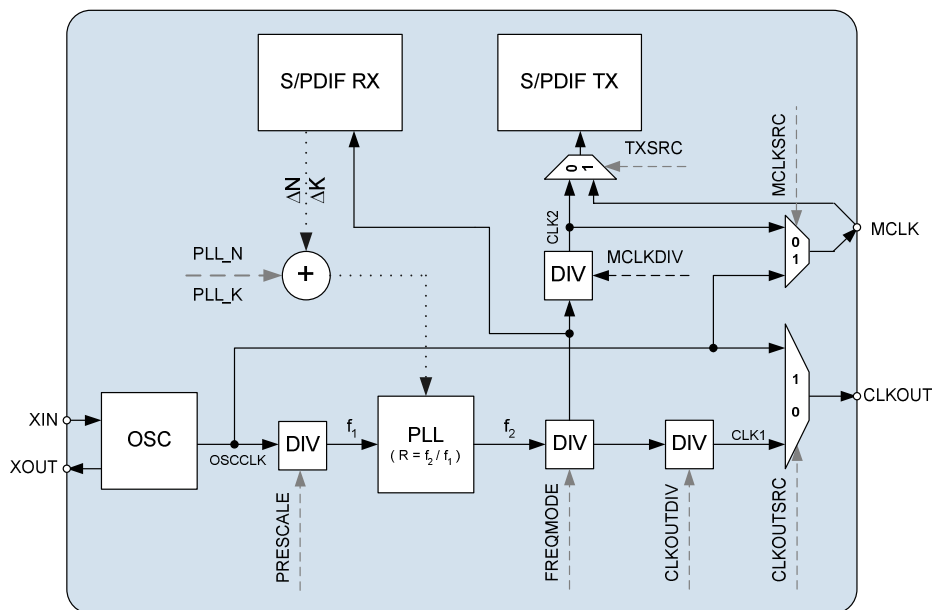 S/PDIF RX
S/PDIF TX
TXSRC
MCLKSRC
0
1
ΔN
ΔK
CLK2
0
1
MCLK
PLL_N
PLL_K
+
DIV
MCLKDIV
1
0
CLKOUT
XIN
XOUT
OSC
OSCCLK
DIV
f1
PLL
( R = f2 / f1 )
f2
DIV
DIV
CLK1
PRESCALE
FREQMODE
CLKOUTDIV
CLKOUTSRC